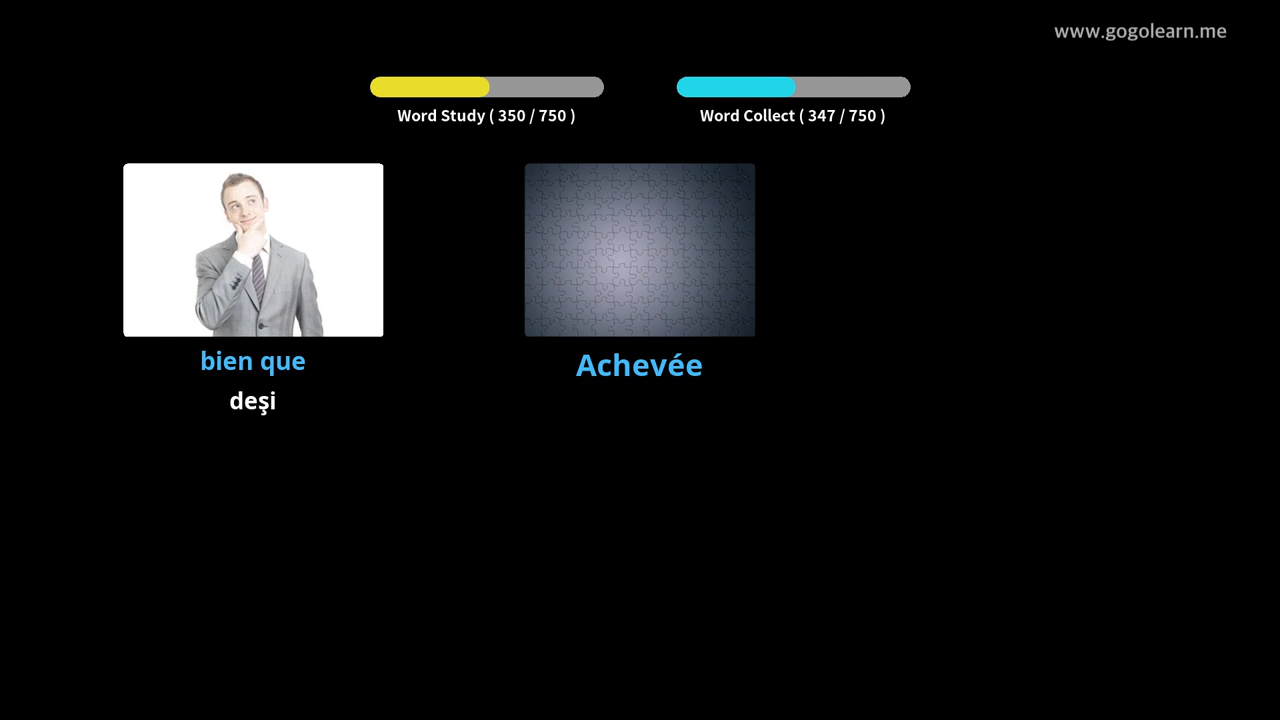 www.gogolearn.me
Word Study ( 350 / 750 )
Word Collect ( 347 / 750 )
bien que
deşi
Achevée